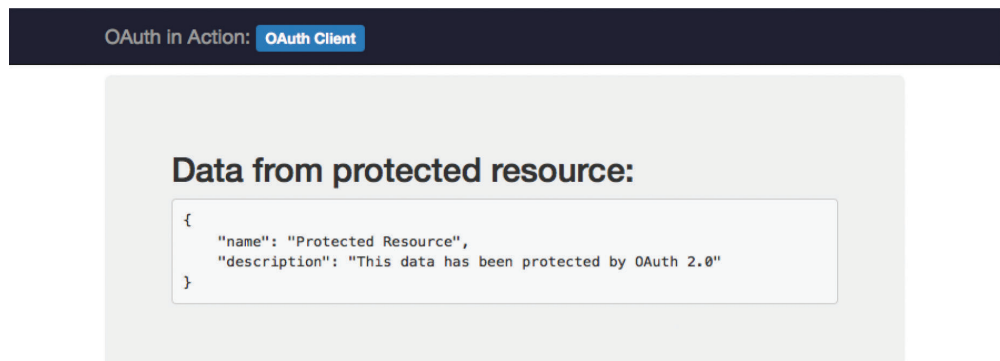 OAuth in Action: OAuth Client
Data from protected resource:
{
    "name": "Protected Resource",
    "description": "This data has been protected by OAuth 2.0"
}